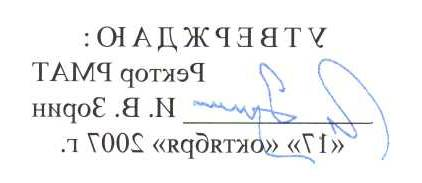 УТВЕРЖДАЮ:
Ректор РМАТ
И. В. Зорин
«17» «октября» 2007 г.